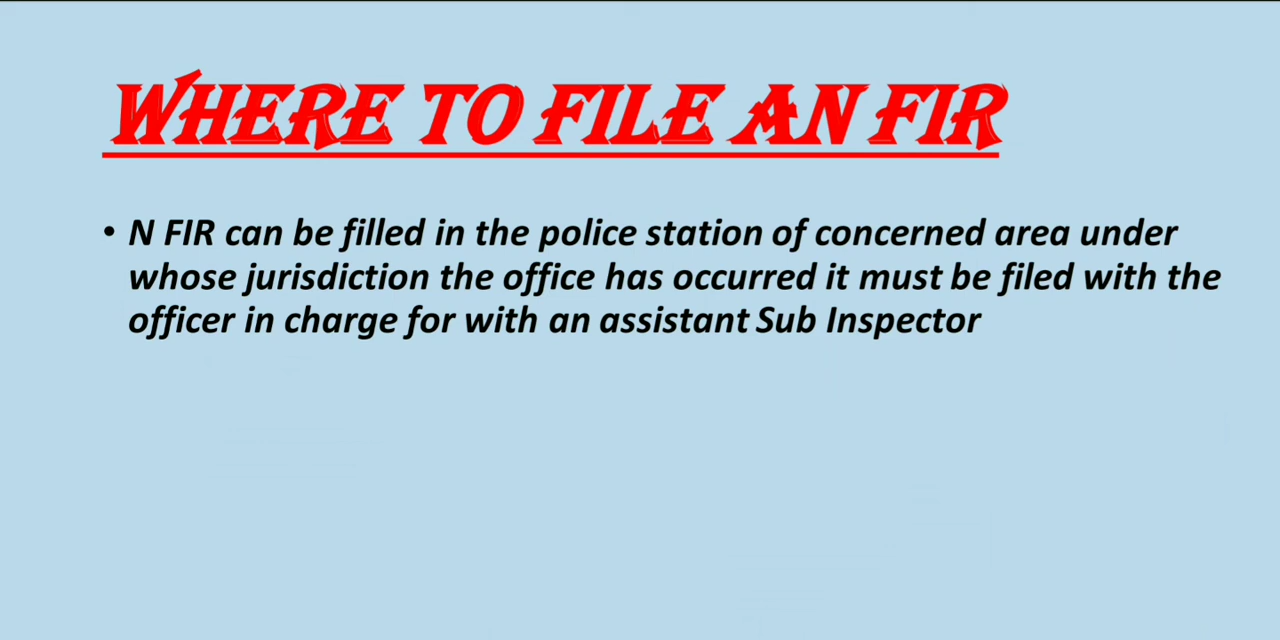 WHERE TO FILE AN FIR
• N FIR can be filled in the police station of concerned area under
whose jurisdiction the office has occurred it must be filed with the
officer in charge for with an assistant Sub Inspector